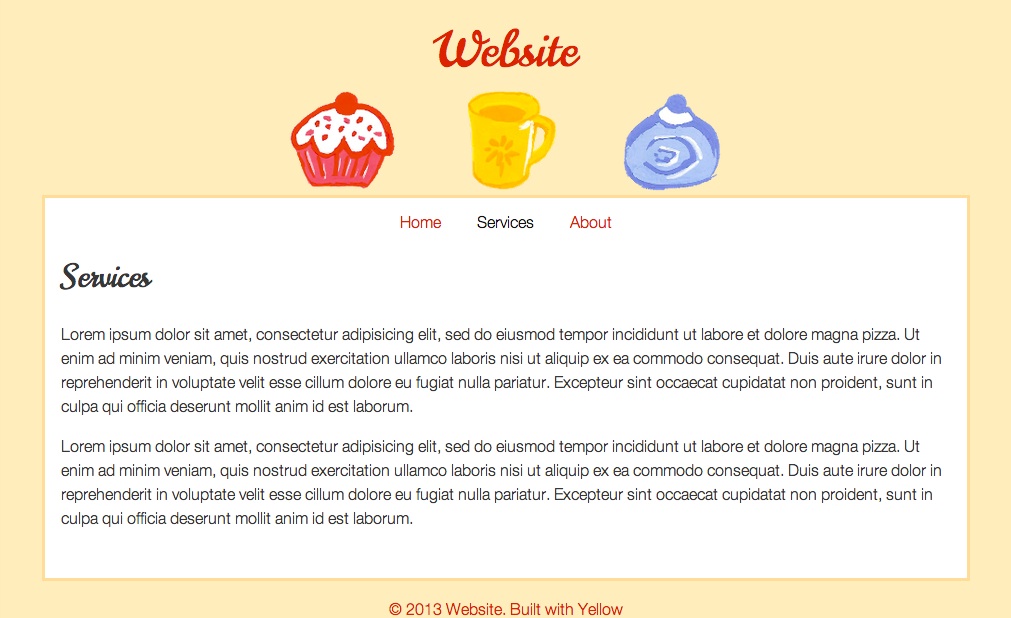 Website
Home Services About
Services
Lorem ipsum dolor sit amet, consectetur adipisicing elit, sed do eiusmod tempor incididunt ut labore et dolore magna pizza. Ut
enim ad minim veniam, quis nostrud exercitation ullamco laboris nisi ut aliquip ex ea commodo consequat. Duis aute irure dolor in
reprehenderit in voluptate velit esse cillum dolore eu fugiat nulla pariatur. Excepteur sint occaecat cupidatat non proident, sunt in
culpa qui officia deserunt mollit anim id est laborum.
Lorem ipsum dolor sit amet, consectetur adipisicing elit, sed do eiusmod tempor incididunt ut labore et dolore magna pizza. Ut
enim ad minim veniam, quis nostrud exercitation ullamco laboris nisi ut aliquip ex ea commodo consequat. Duis aute irure dolor in
reprehenderit in voluptate velit esse cillum dolore eu fugiat nulla pariatur. Excepteur sint occaecat cupidatat non proident, sunt in
culpa qui officia deserunt mollit anim id est laborum.
© 2013 Website. Built with Yellow